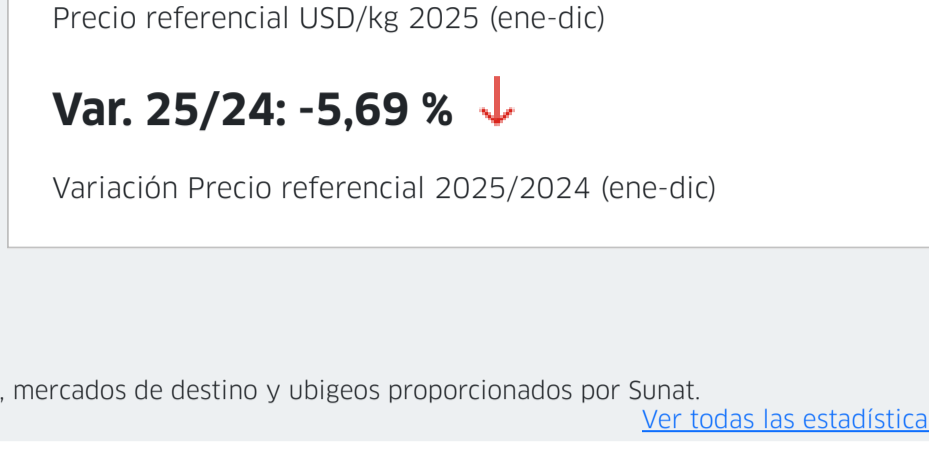 Precio referencial USD/kg 2025 (ene-dic)
Var. 25/24: -5,69 %
Variación Precio referencial 2025/2024 (ene-dic)
, mercados de destino y ubigeos proporcionados por Sunat.
Ver todas las estadística